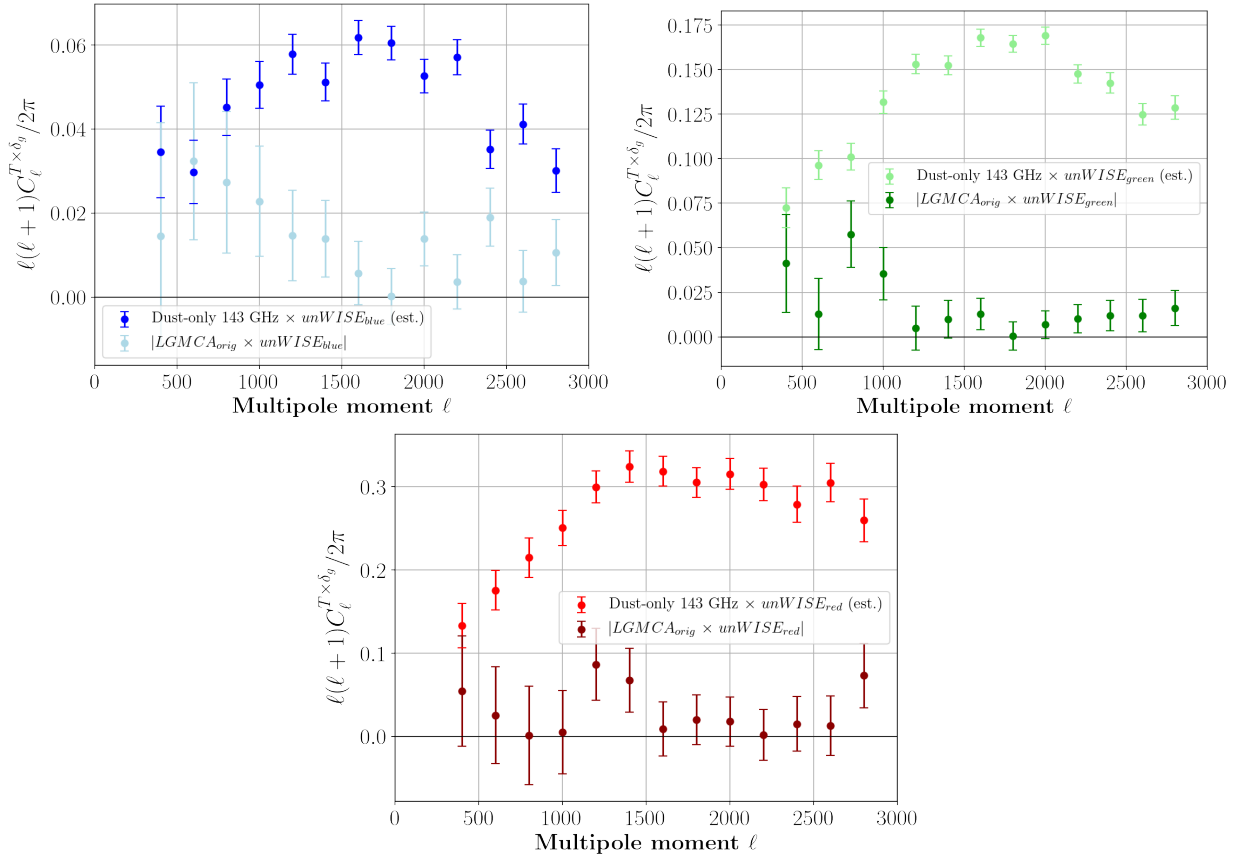 ℓ(ℓ + 1)C_ℓ^{T×δ_g}/2π
0.06
0.04
0.02
0.00
Dust-only 143 GHz × unWISE_blue (est.)
|LGMCA_orig × unWISE_blue|
0 500 1000 1500 2000 2500 3000
Multipole moment ℓ
ℓ(ℓ + 1)C_ℓ^{T×δ_g}/2π
0.175
0.150
0.125
0.100
0.075
0.050
0.025
0.000
Dust-only 143 GHz × unWISE_green (est.)
|LGMCA_orig × unWISE_green|
0 500 1000 1500 2000 2500 3000
Multipole moment ℓ
ℓ(ℓ + 1)C_ℓ^{T×δ_g}/2π
0.3
0.2
0.1
0.0
Dust-only 143 GHz × unWISE_red (est.)
|LGMCA_orig × unWISE_red|
0 500 1000 1500 2000 2500 3000
Multipole moment ℓ